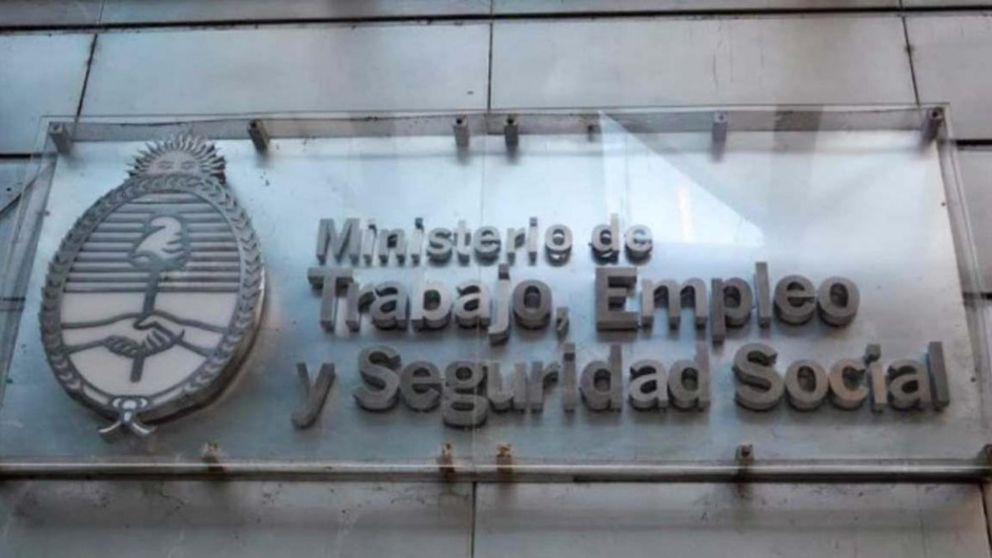 Ministerio de
Trabajo, Empleo
y Seguridad Social